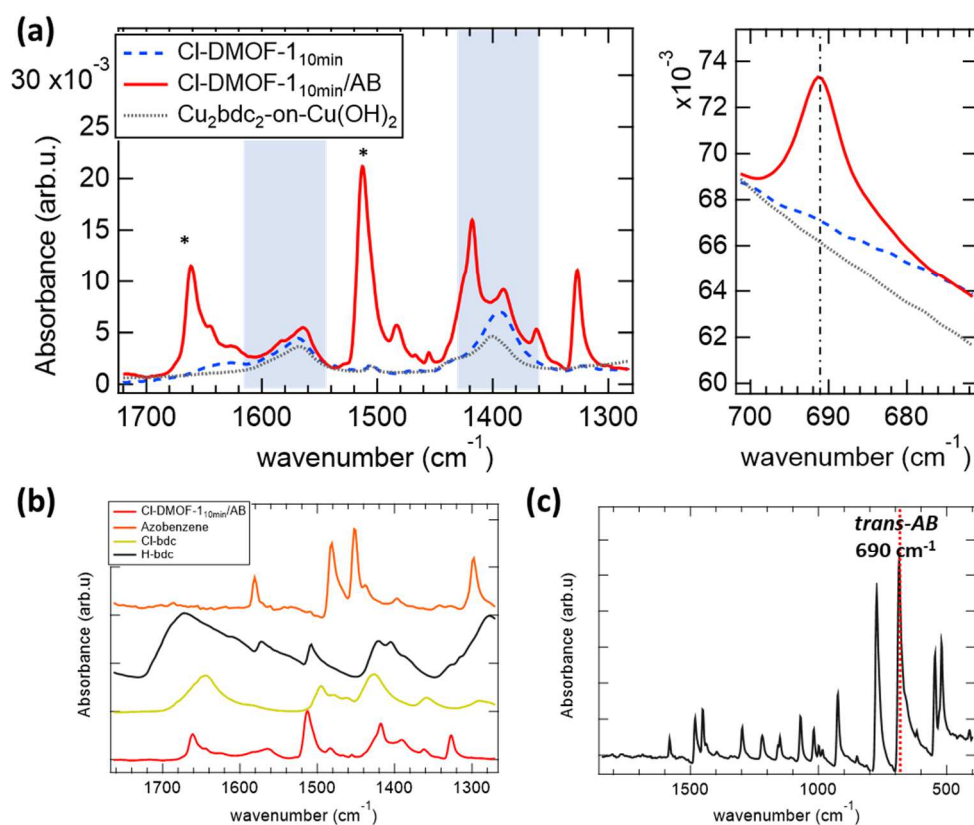 (a)
Cl-DMOF-1₁₀ₘᵢₙ
Cl-DMOF-1₁₀ₘᵢₙ/AB
Cu₂bdc₂-on-Cu(OH)₂
30 x10⁻³
25
20
15
10
5
0
Absorbance (arb.u.)
*
*
1700
1600
1500
1400
1300
wavenumber (cm⁻¹)
x10⁻³
74
72
70
68
66
64
62
60
700
690
680
wavenumber (cm⁻¹)
(b)
Cl-DMOF-1₁₀ₘᵢₙ/AB
Azobenzene
Cl-bdc
H-bdc
Absorbance (arb.u)
1700
1600
1500
1400
1300
wavenumber (cm⁻¹)
(c)
trans-AB
690 cm⁻¹
Absorbance (arb.u)
1500
1000
500
wavenumber (cm⁻¹)